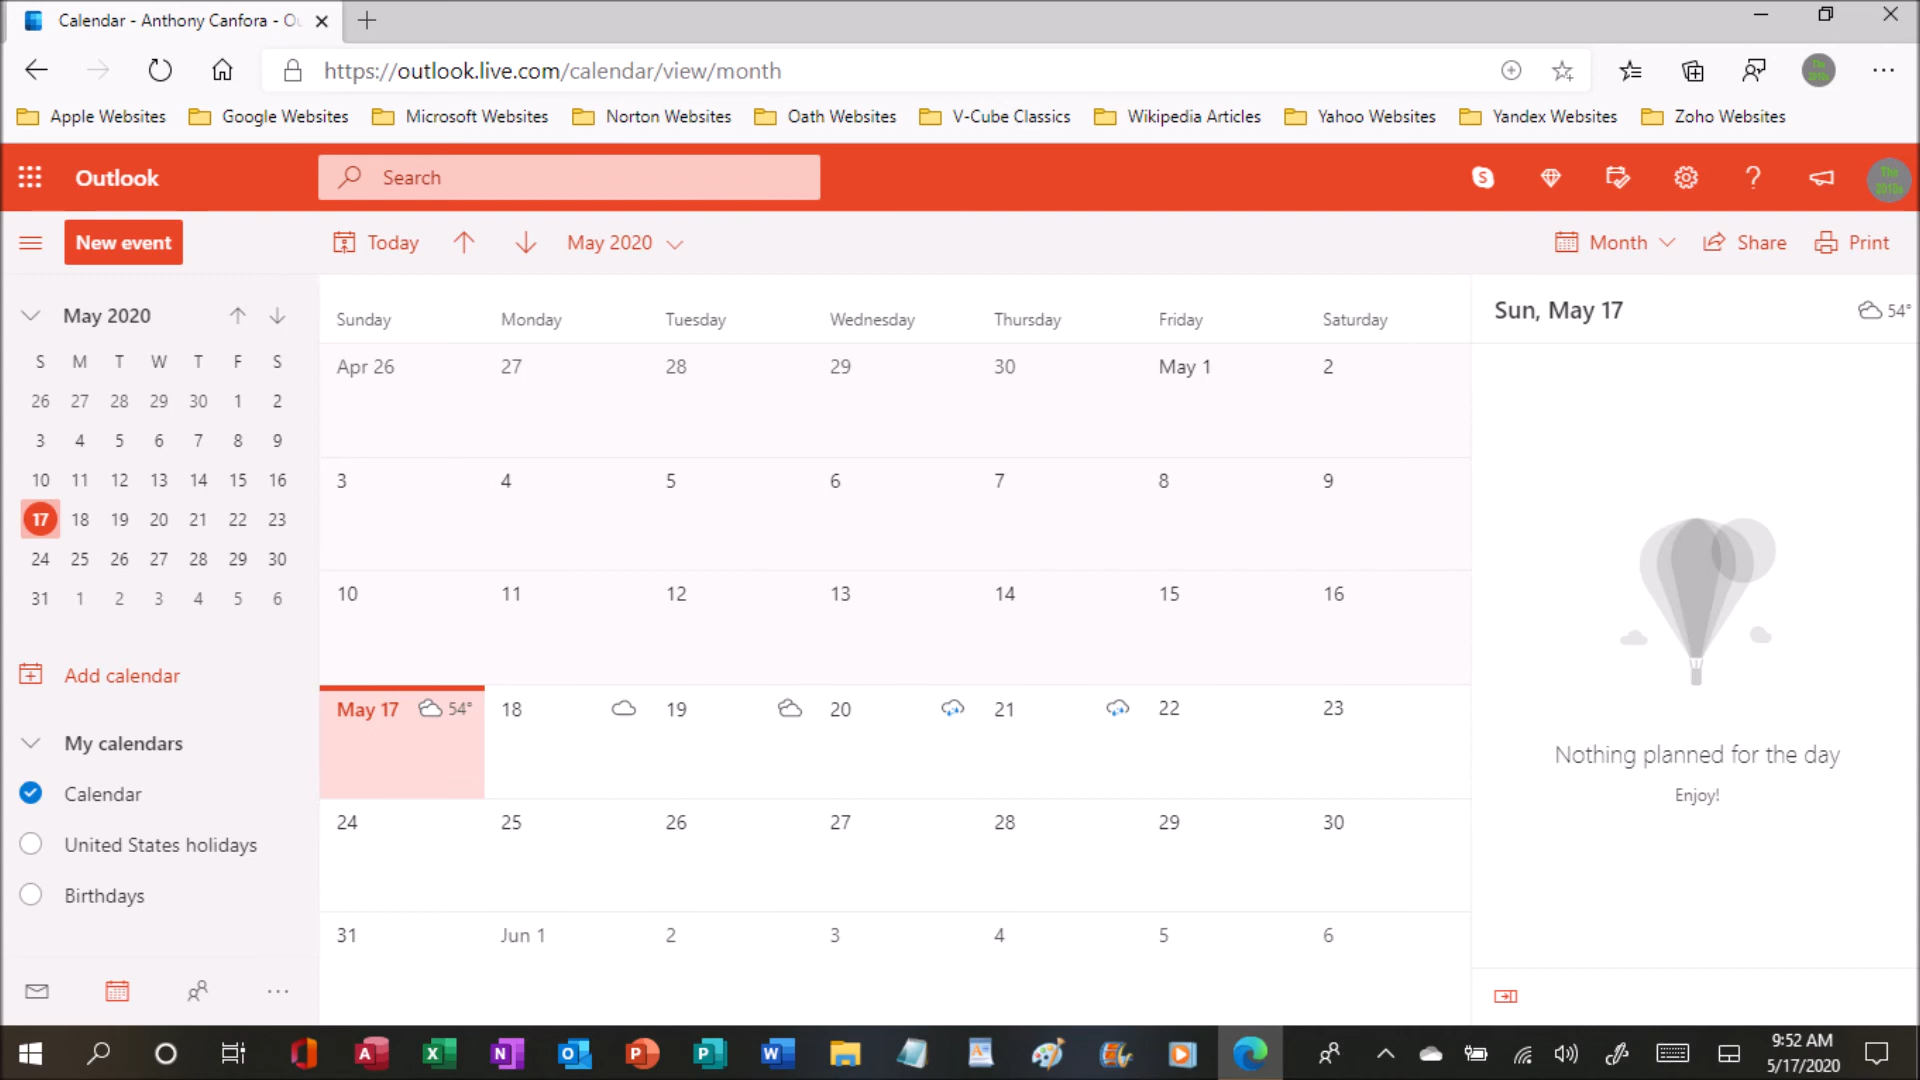 Calendar - Anthony Canfora - Ou
https://outlook.live.com/calendar/view/month
Apple Websites Google Websites Microsoft Websites Norton Websites Oath Websites V-Cube Classics Wikipedia Articles Yahoo Websites Yandex Websites Zoho Websites
Outlook Search The 2010s
New event Today May 2020 Month Share Print
May 2020
S M T W T F S
26 27 28 29 30 1 2
3 4 5 6 7 8 9
10 11 12 13 14 15 16
17 18 19 20 21 22 23
24 25 26 27 28 29 30
31 1 2 3 4 5 6
Add calendar
My calendars
Calendar
United States holidays
Birthdays
Sunday Monday Tuesday Wednesday Thursday Friday Saturday
Apr 26 27 28 29 30 May 1 2
3 4 5 6 7 8 9
10 11 12 13 14 15 16
May 17 54° 18 19 20 21 22 23
24 25 26 27 28 29 30
31 Jun 1 2 3 4 5 6
Sun, May 17 54°
Nothing planned for the day
Enjoy!
9:52 AM
5/17/2020